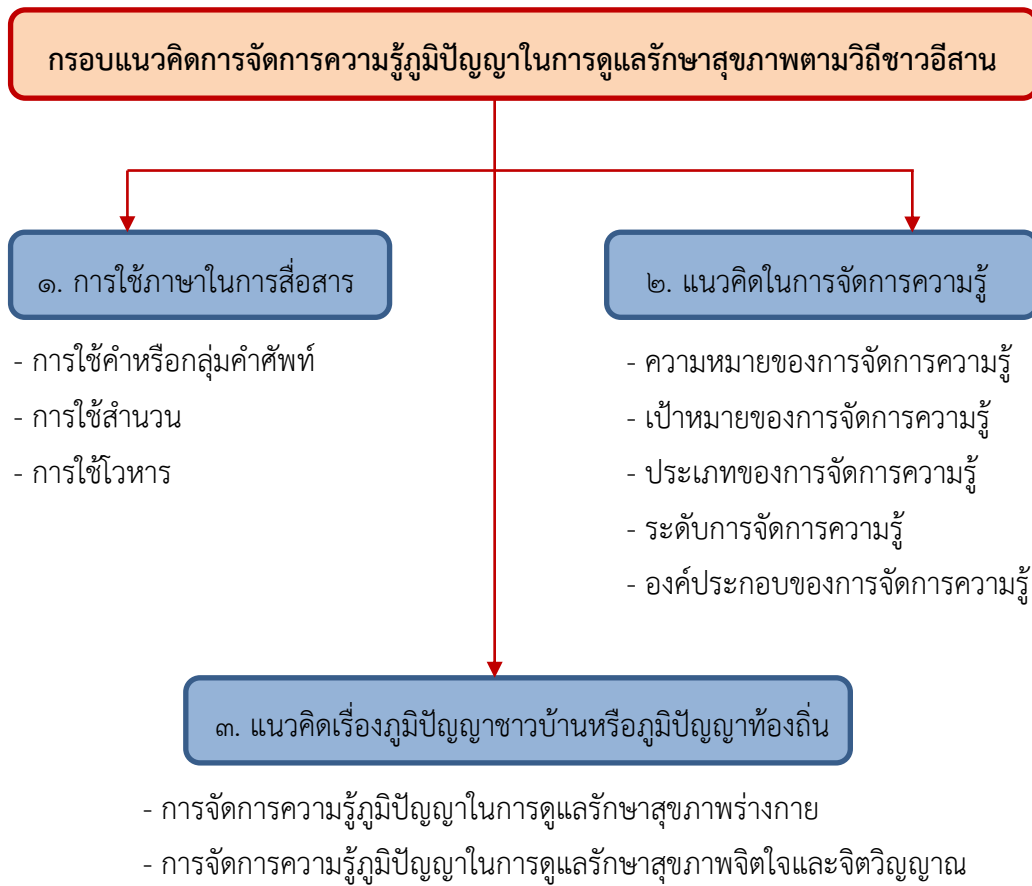 กรอบแนวคิดการจัดการความรู้ภูมิปัญญาในการดูแลรักษาสุขภาพตามวิถีชาวอีสาน
๑. การใช้ภาษาในการสื่อสาร
- การใช้คำหรือกลุ่มคำศัพท์
- การใช้สำนวน
- การใช้โวหาร
๒. แนวคิดในการจัดการความรู้
- ความหมายของการจัดการความรู้
- เป้าหมายของการจัดการความรู้
- ประเภทของการจัดการความรู้
- ระดับการจัดการความรู้
- องค์ประกอบของการจัดการความรู้
๓. แนวคิดเรื่องภูมิปัญญาชาวบ้านหรือภูมิปัญญาท้องถิ่น
- การจัดการความรู้ภูมิปัญญาในการดูแลรักษาสุขภาพร่างกาย
- การจัดการความรู้ภูมิปัญญาในการดูแลรักษาสุขภาพจิตใจและจิตวิญญาณ